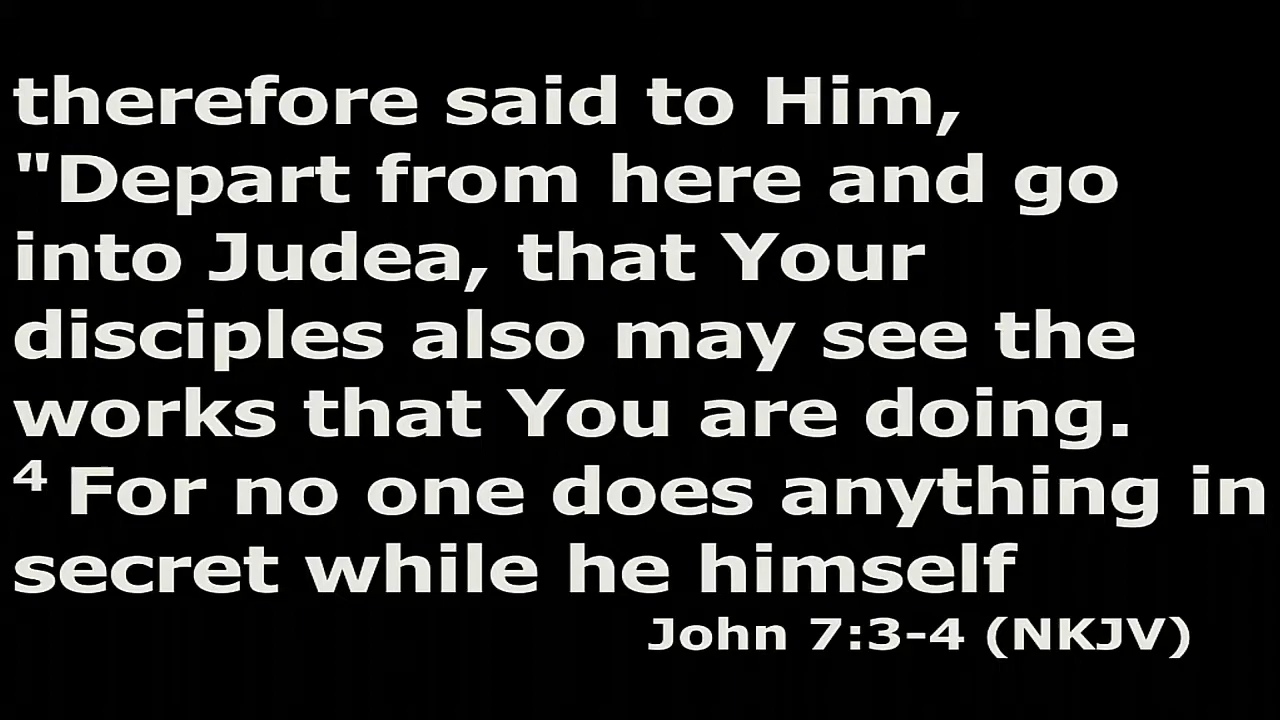 therefore said to Him,
"Depart from here and go
into Judea, that Your
disciples also may see the
works that You are doing.
4 For no one does anything in
secret while he himself
John 7:3-4 (NKJV)